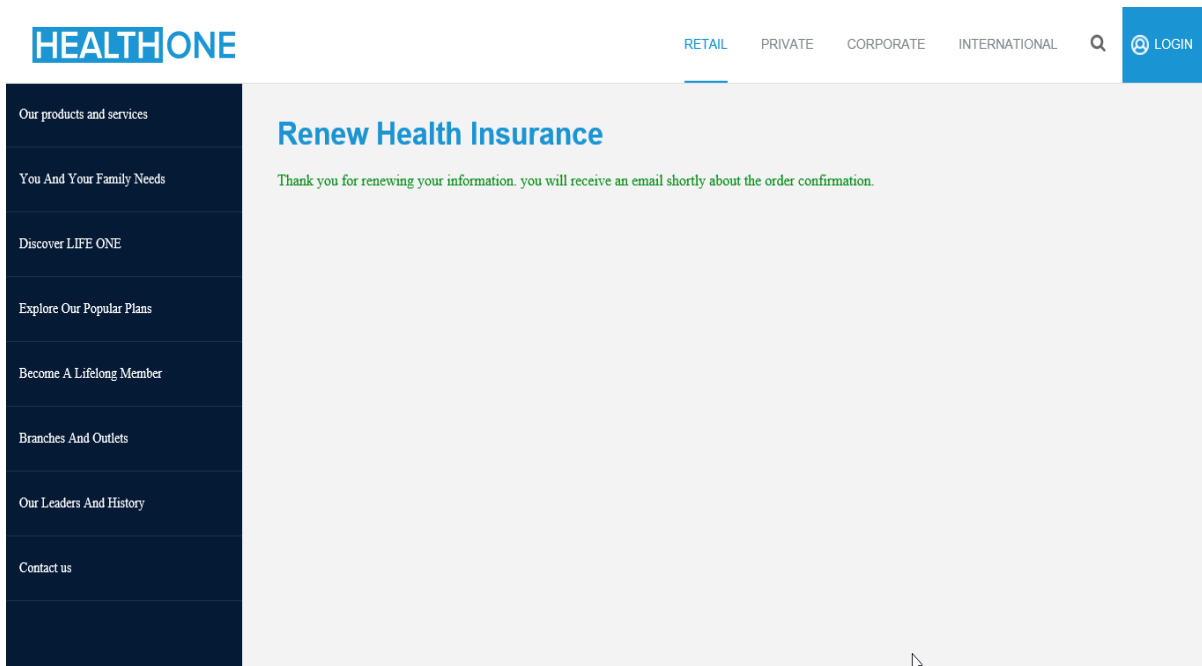 HEALTHONE
RETAIL PRIVATE CORPORATE INTERNATIONAL LOGIN
Our products and services
You And Your Family Needs
Discover LIFE ONE
Explore Our Popular Plans
Become A Lifelong Member
Branches And Outlets
Our Leaders And History
Contact us
Renew Health Insurance
Thank you for renewing your information. you will receive an email shortly about the order confirmation.